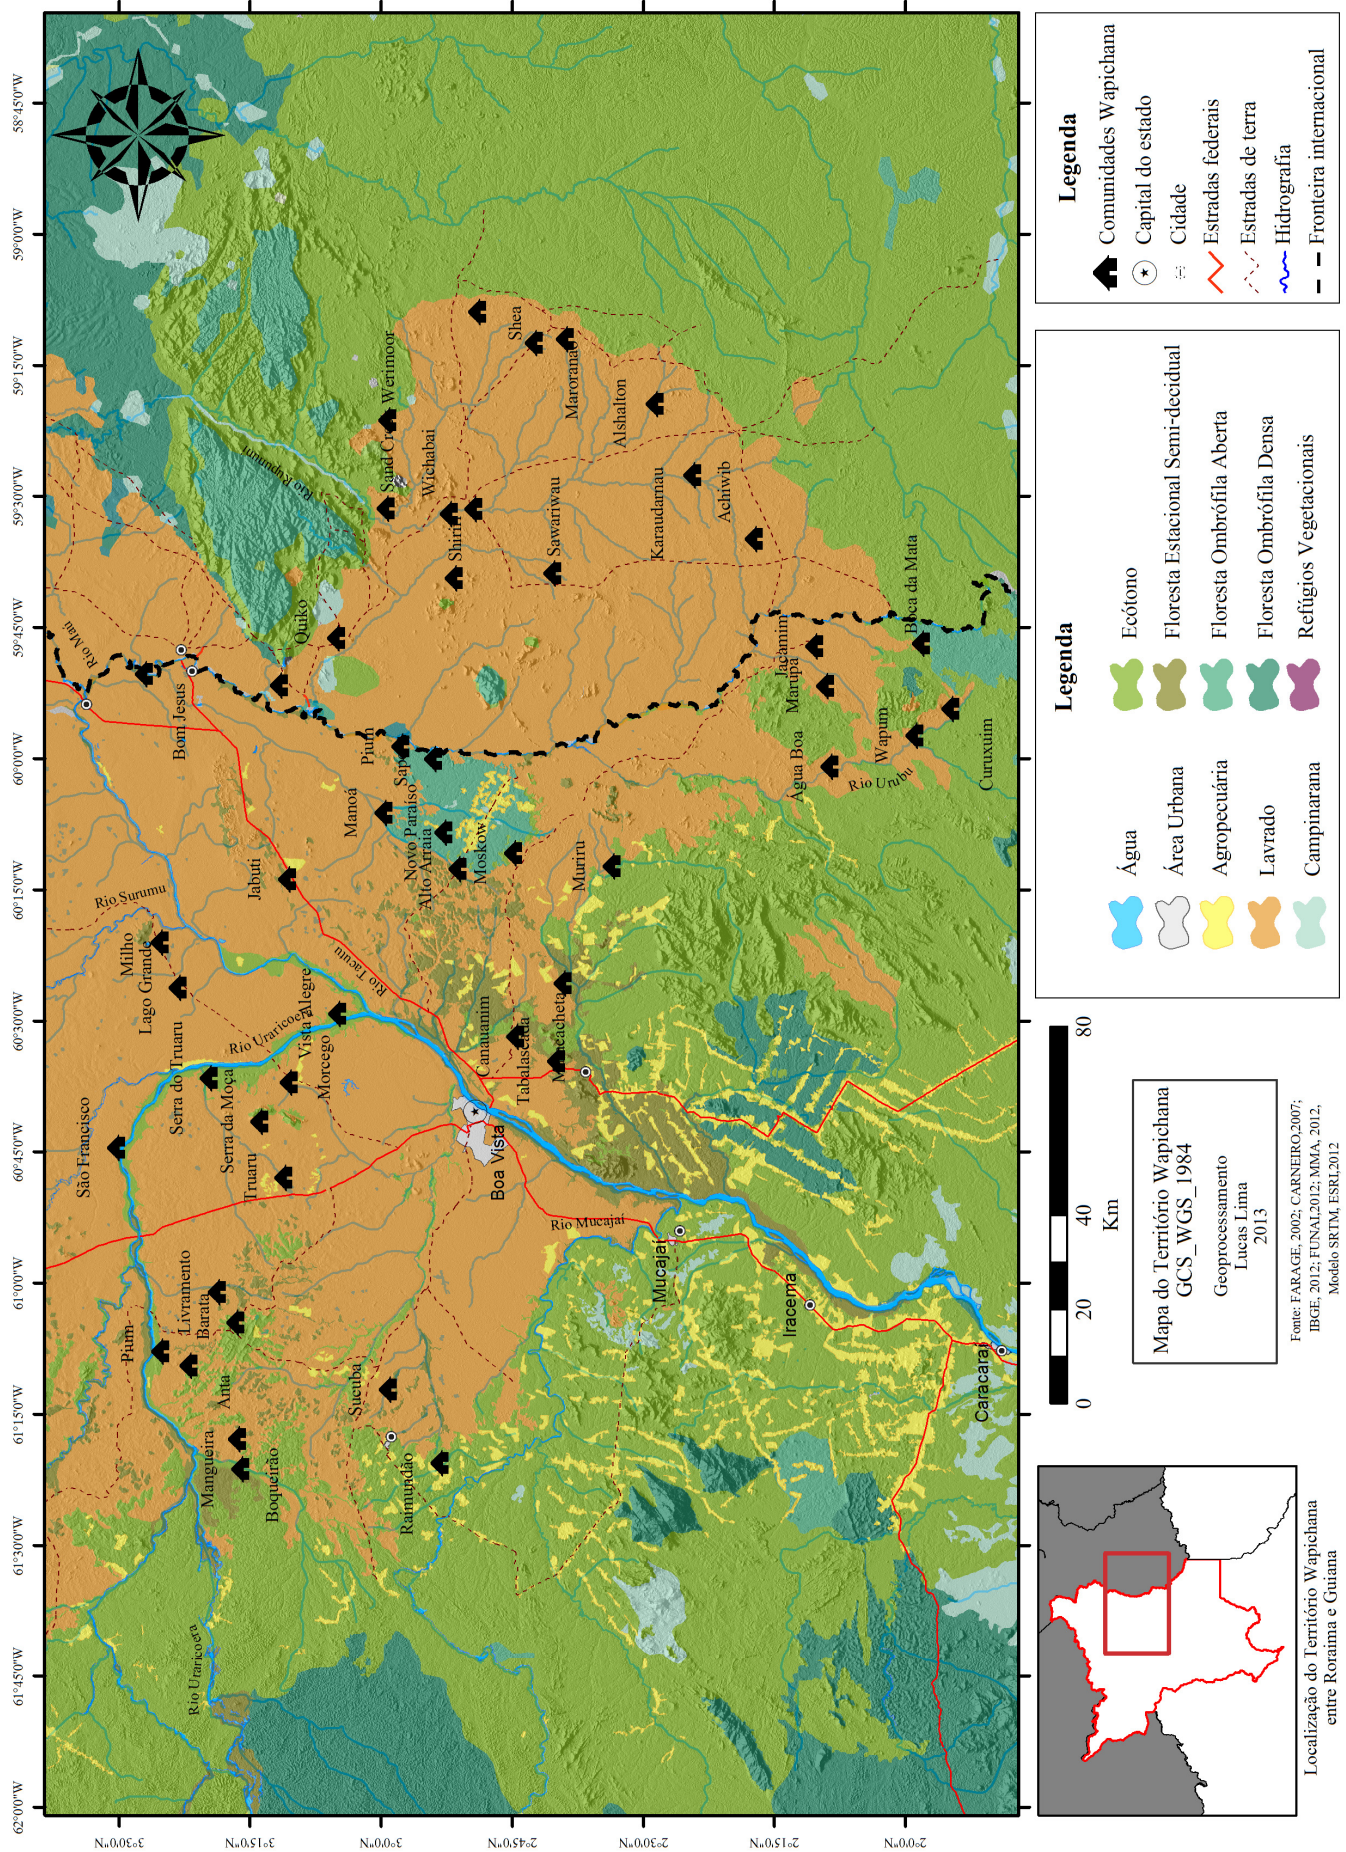 62°0'0"W
61°45'0"W
61°30'0"W
61°15'0"W
61°0'0"W
60°45'0"W
60°30'0"W
60°15'0"W
60°0'0"W
59°45'0"W
59°30'0"W
59°15'0"W
59°0'0"W
58°45'0"W
3°30'0"N
3°15'0"N
3°0'0"N
2°45'0"N
2°30'0"N
2°15'0"N
2°0'0"N
Rio Maú
Bom Jesus
Quiko
Rio Rupununi
Sand Cre
Werimoor
Wichabai
Shiriri
Shea
Maroranao
Alshalton
Sawariwau
Karaudarnau
Achiwib
Boca da Mata
Jacamim
Marupa
Água Boa
Wapum
Rio Urubu
Curuxuim
Pium
Sapo
Manoá
Novo Paraíso
Alto Arraia
Moskow
Muriru
Jabuti
Rio Surumu
Milho
Lago Grande
Rio Tacutu
Rio Uraricoera
Vista Alegre
Morcego
Serra do Truaru
Serra da Moça
Truaru
São Francisco
Canauanim
Tabalascada
Malacacheta
Boa Vista
Rio Mucajaí
Mucajaí
Iracema
Caracaraí
Pium
Livramento
Barata
Anta
Mangueira
Boqueirão
Sucuba
Raimundão
Rio Uraricoera
Localização do Território Wapichana
entre Roraima e Guiana
0 20 40 80
Km
Mapa do Território Wapichana
GCS_WGS_1984
Geoprocessamento
Lucas Lima
2013
Fonte: FARAGE, 2002; CARNEIRO,2007;
IBGE, 2012; FUNAI,2012; MMA, 2012,
Modelo SRTM, ESRI,2012
Legenda
Água
Área Urbana
Agropecuária
Lavrado
Campinarana
Ecótono
Floresta Estacional Semi-decidual
Floresta Ombrófila Aberta
Floresta Ombrófila Densa
Refúgios Vegetacionais
Legenda
Comunidades Wapichana
Capital do estado
Cidade
Estradas federais
Estradas de terra
Hidrografia
Fronteira internacional